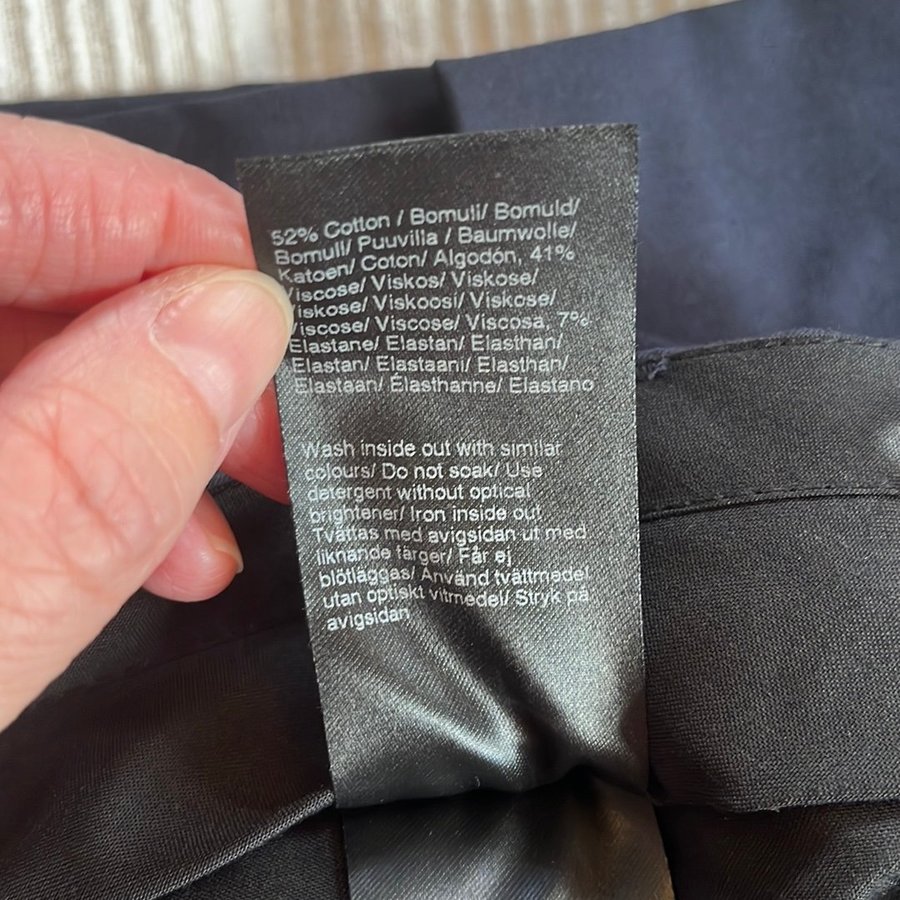 52% Cotton / Bomull/ Bomuld/
Bomull/ Puuvilla / Baumwolle/
Katoen/ Coton/ Algodón, 41%
Viscose/ Viskos/ Viskose/
Viskose/ Viskoosi/ Viskose/
Viscose/ Viscose/ Viscosa, 7%
Elastane/ Elastan/ Elasthan/
Elastan/ Elastaani/ Elasthan/
Elastaan/ Élasthanne/ Elastano
Wash inside out with similar
colours/ Do not soak/ Use
detergent without optical
brightener/ Iron inside out
Tvättas med avigsidan ut med
liknande färger/ Får ej
blötläggas/ Använd tvättmedel
utan optiskt vitmedel/ Stryk på
avigsidan